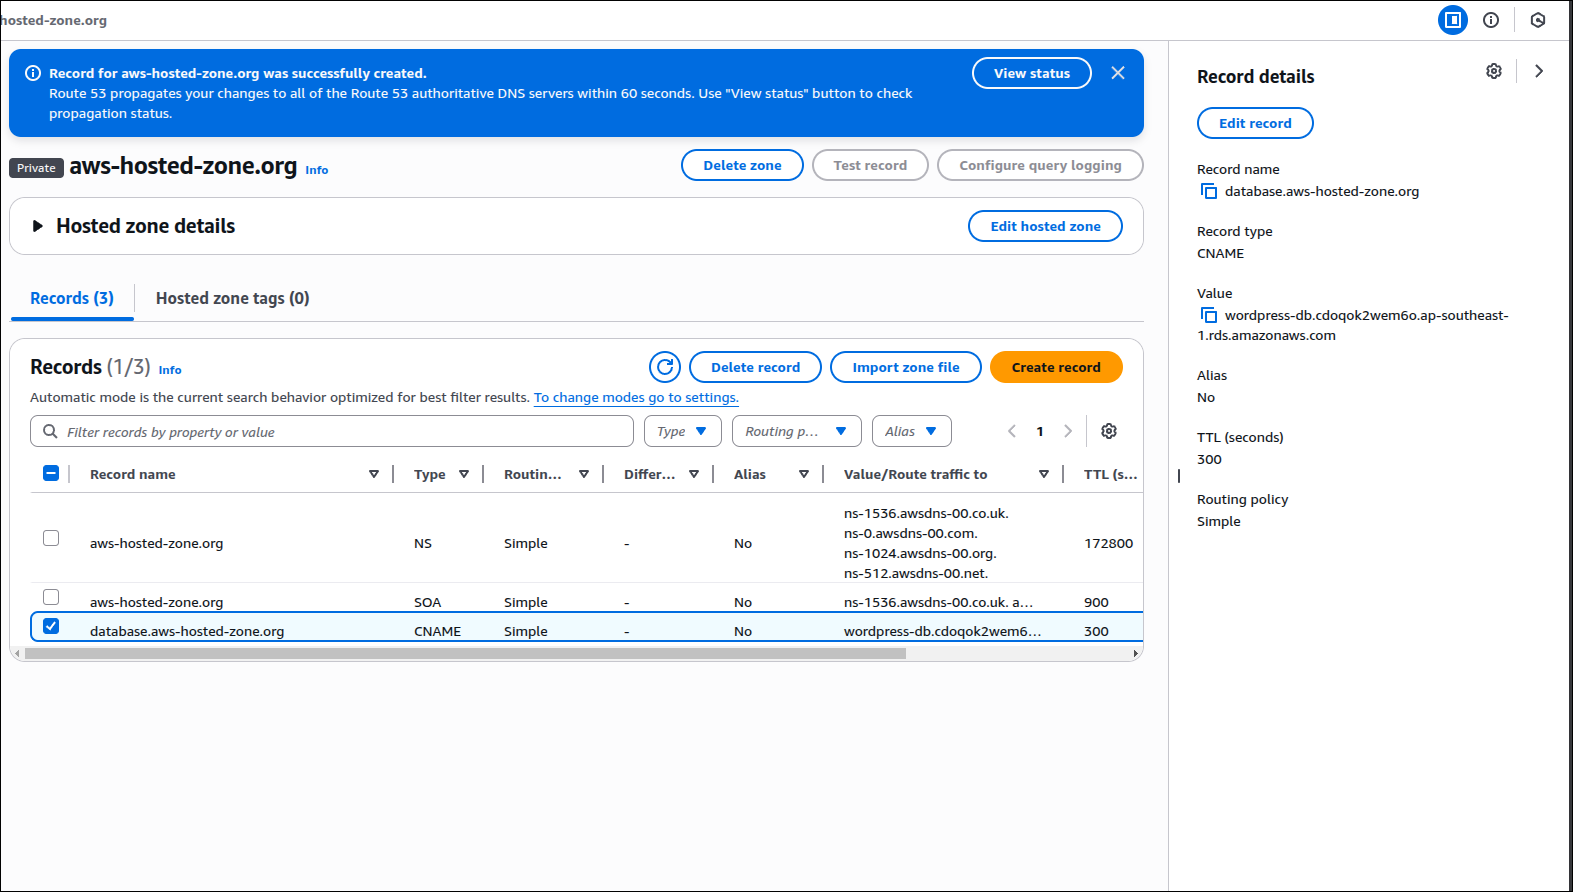 hosted-zone.org
Record for aws-hosted-zone.org was successfully created.
Route 53 propagates your changes to all of the Route 53 authoritative DNS servers within 60 seconds. Use "View status" button to check
propagation status.
View status
Private aws-hosted-zone.org Info
Delete zone
Test record
Configure query logging
Hosted zone details
Edit hosted zone
Records (3)
Hosted zone tags (0)
Records (1/3) Info
Delete record
Import zone file
Create record
Automatic mode is the current search behavior optimized for best filter results. To change modes go to settings.
Filter records by property or value
Type
Routing p...
Alias
1
Record name Type Routin... Differ... Alias Value/Route traffic to TTL (s...
aws-hosted-zone.org NS Simple - No
ns-1536.awsdns-00.co.uk.
ns-0.awsdns-00.com.
ns-1024.awsdns-00.org.
ns-512.awsdns-00.net.
172800
aws-hosted-zone.org SOA Simple - No ns-1536.awsdns-00.co.uk. a... 900
database.aws-hosted-zone.org CNAME Simple - No wordpress-db.cdoqok2wem6... 300
Record details
Edit record
Record name
database.aws-hosted-zone.org
Record type
CNAME
Value
wordpress-db.cdoqok2wem6o.ap-southeast-
1.rds.amazonaws.com
Alias
No
TTL (seconds)
300
Routing policy
Simple